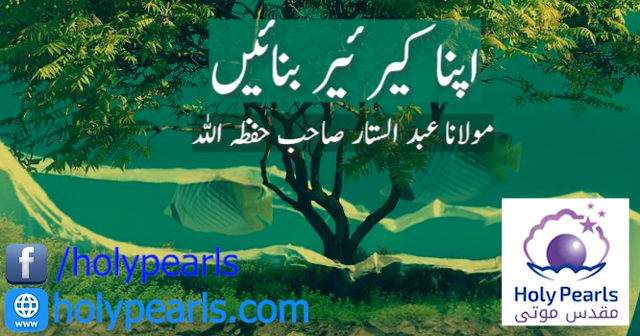 اپنا کیرئیر بنائیں
مولانا عبد الستار صاحب حفظہ اللہ
f /holypearls
holypearls.com
Holy Pearls
مقدس موتی